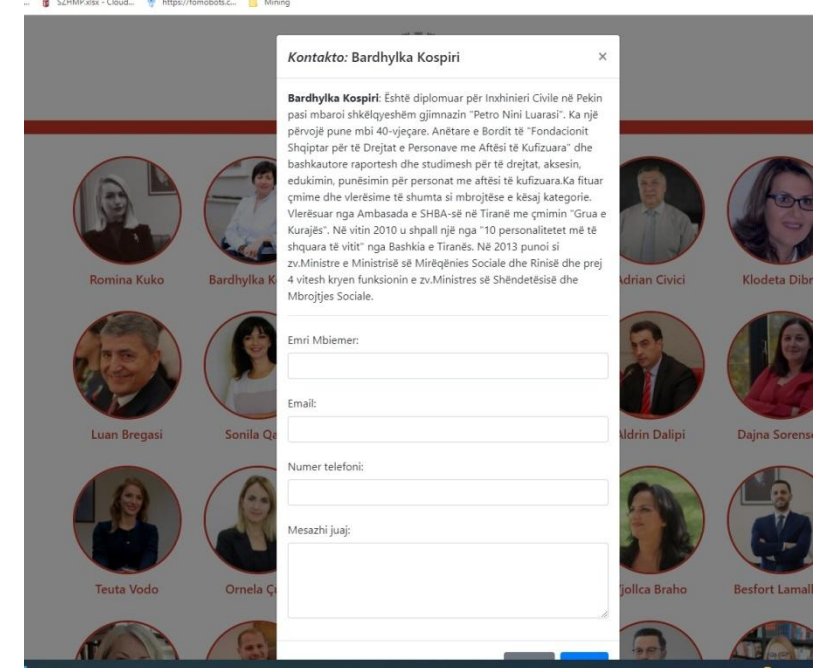 SZHMP.xlsx - Cloud...
https://fomobots.c...
Mining
Kontakto: Bardhylka Kospiri
×
Bardhylka Kospiri: Është diplomuar për Inxhinieri Civile në Pekin
pasi mbaroi shkëlqyeshëm gjimnazin "Petro Nini Luarasi". Ka një
përvojë pune mbi 40-vjeçare. Anëtare e Bordit të "Fondacionit
Shqiptar për të Drejtat e Personave me Aftësi të Kufizuara" dhe
bashkautore raportesh dhe studimesh për të drejtat, aksesin,
edukimin, punësimin për personat me aftësi të kufizuara.Ka fituar
çmime dhe vlerësime të shumta si mbrojtëse e kësaj kategorie.
Vlerësuar nga Ambasada e SHBA-së në Tiranë me çmimin "Grua e
Kurajës". Në vitin 2010 u shpall një nga "10 personalitetet më të
shquara të vitit" nga Bashkia e Tiranës. Në 2013 punoi si
zv.Ministre e Ministrisë së Mirëqënies Sociale dhe Rinisë dhe prej
4 vitesh kryen funksionin e zv.Ministres së Shëndetësisë dhe
Mbrojtjes Sociale.
Emri Mbiemer:
Email:
Numer telefoni:
Mesazhi juaj:
Romina Kuko
Bardhylka K
Adrian Civici
Klodeta Dibr
Luan Bregasi
Sonila Qa
Aldrin Dalipi
Dajna Sorens
Teuta Vodo
Ornela Ç
jollca Braho
Besfort Lamall